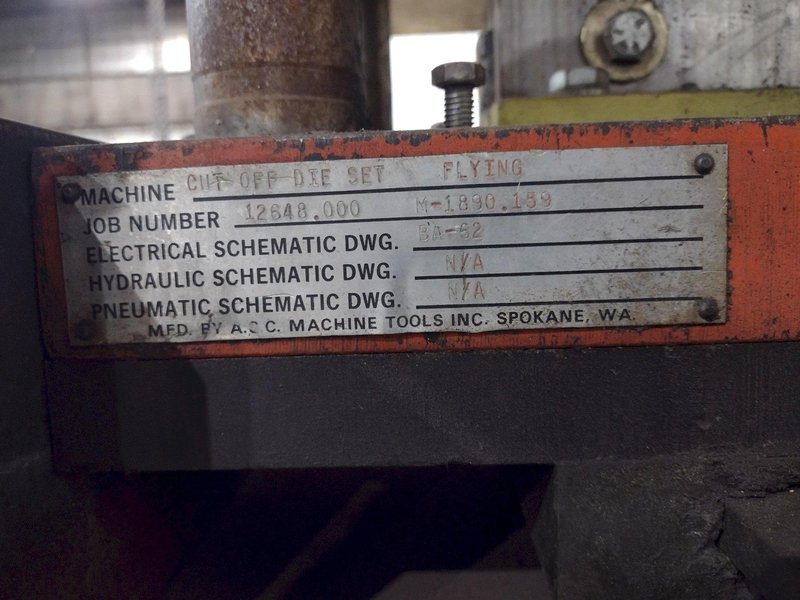 MACHINE CUT OFF DIE SET FLYING
JOB NUMBER 12648.000 M-1890.159
ELECTRICAL SCHEMATIC DWG. BA-62
HYDRAULIC SCHEMATIC DWG. N/A
PNEUMATIC SCHEMATIC DWG. N/A
MFD. BY A.S.C. MACHINE TOOLS INC. SPOKANE, WA.